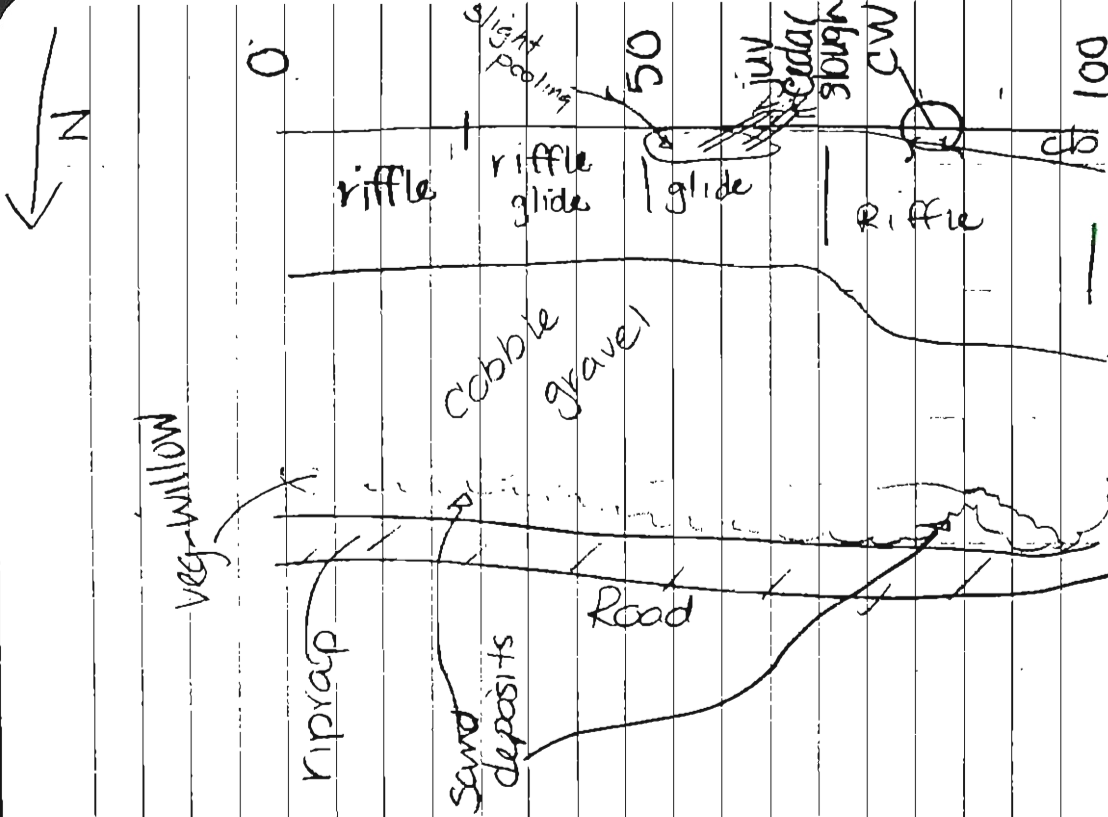 N
0
slight
pooling
50
juv
cedar
slough
CW
100
cb
riffle
riffle
glide
glide
Riffle
cobble
gravel
veg-willow
riprap
Road
sand
deposits